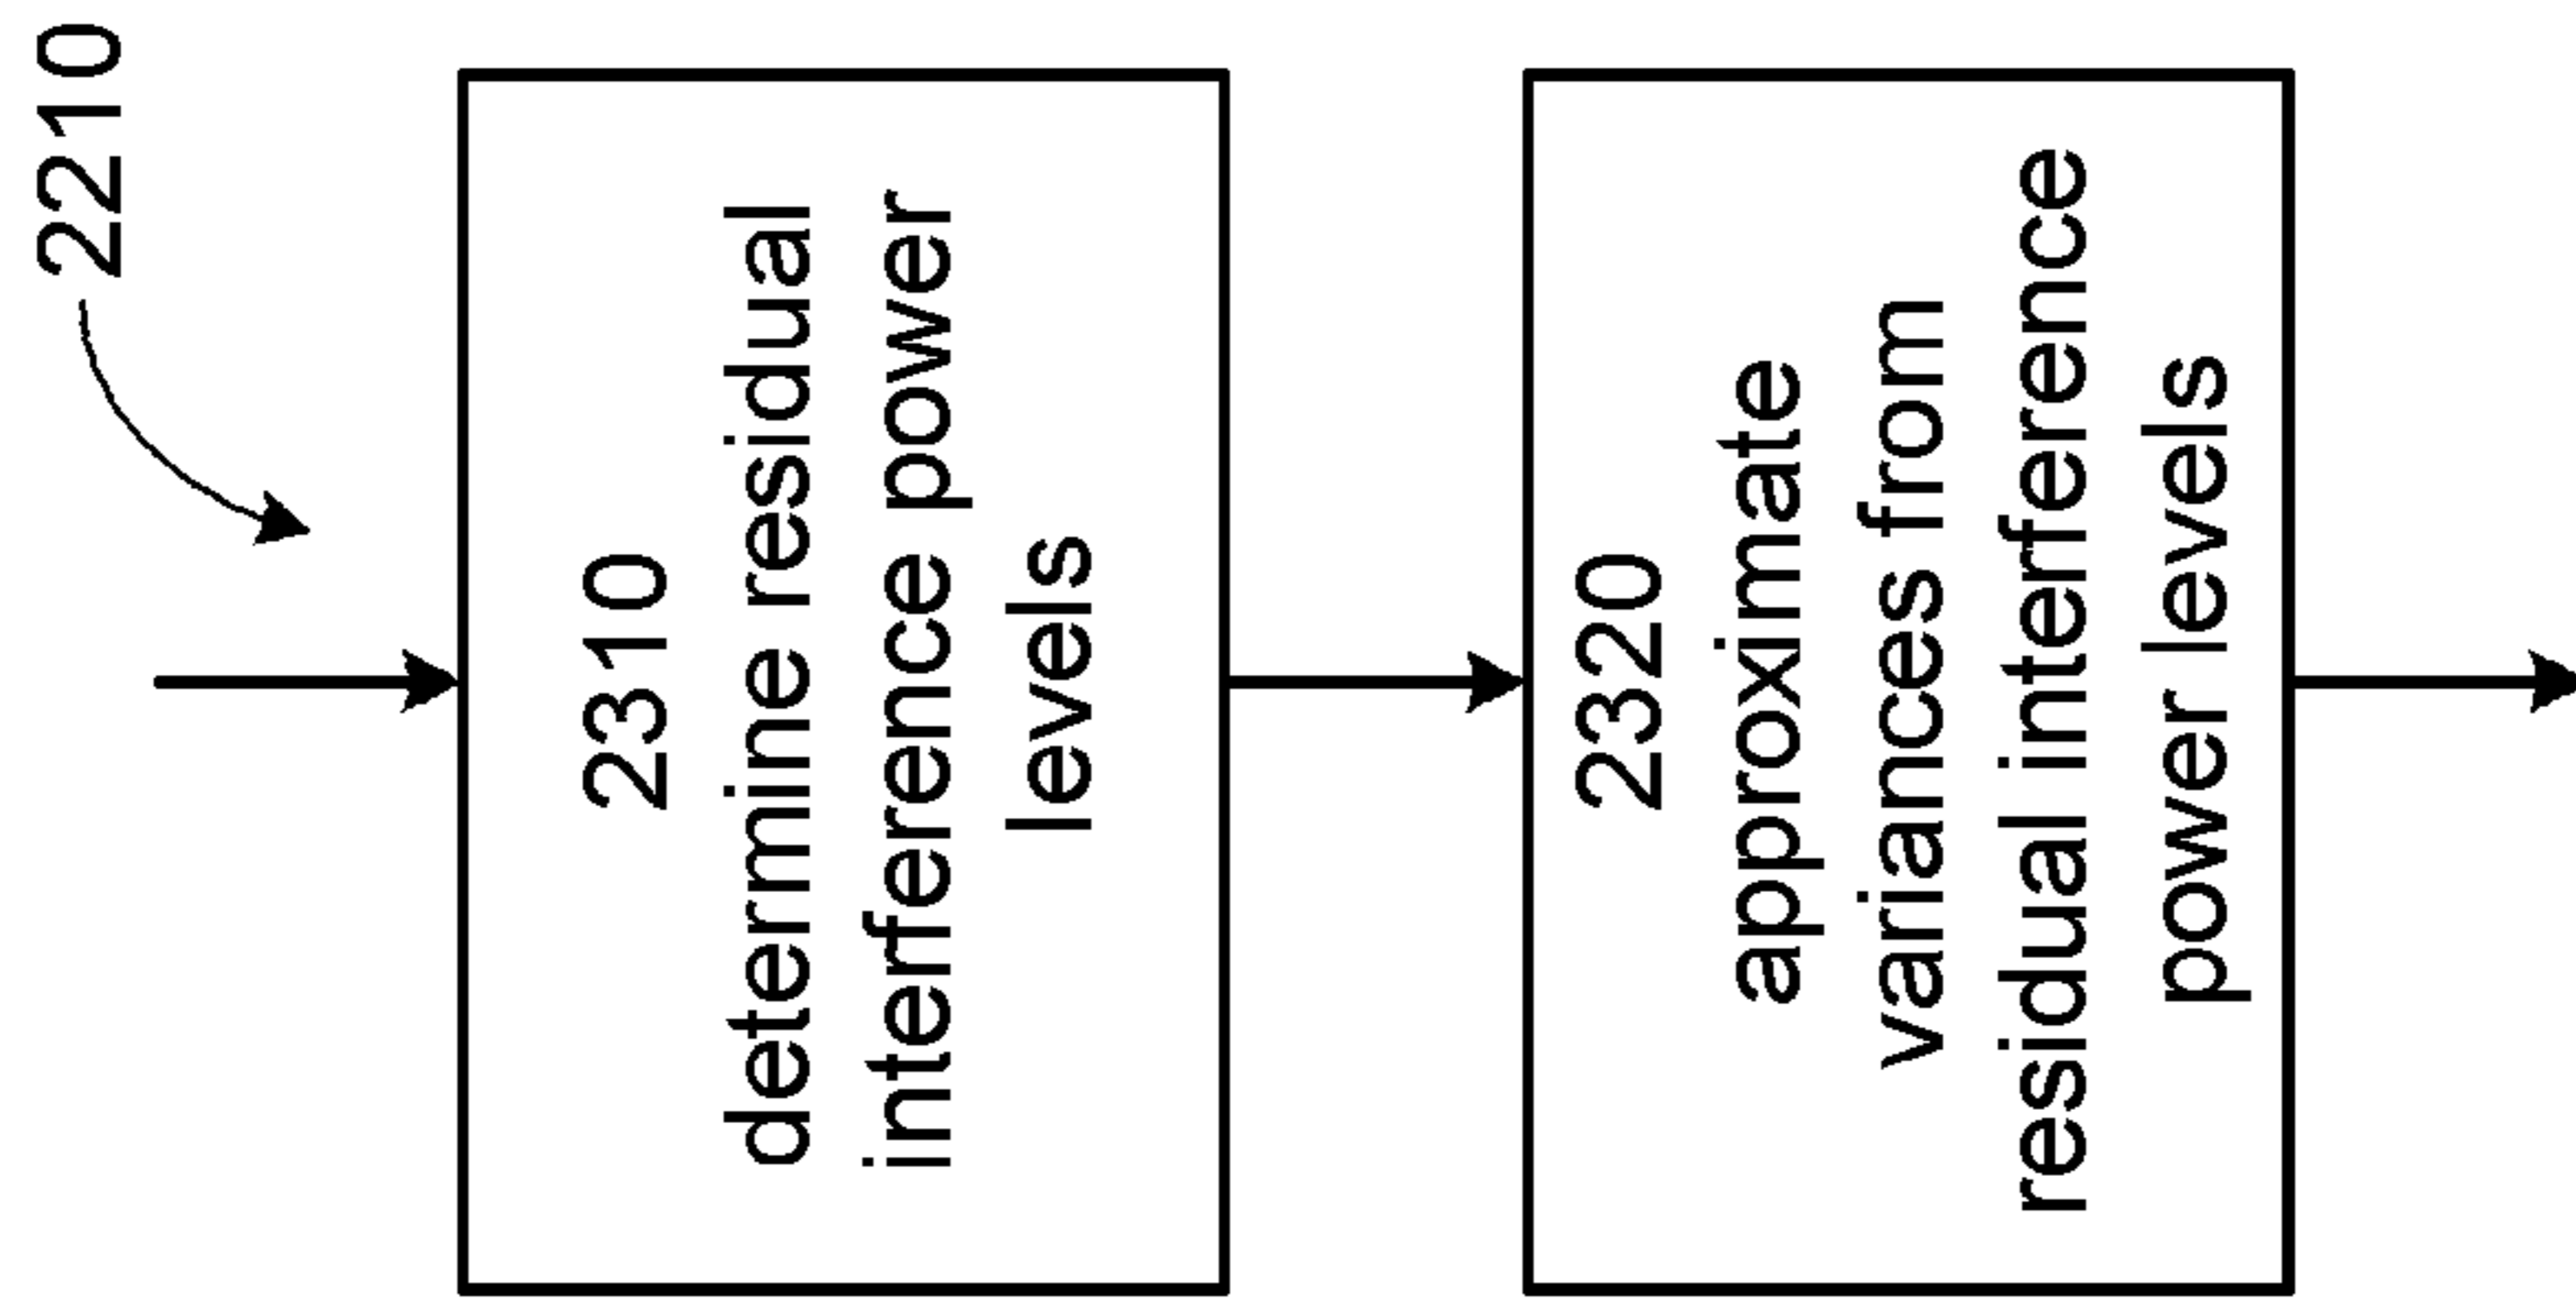 2210
2310
determine residual
interference power
levels
2320
approximate
variances from
residual interference
power levels